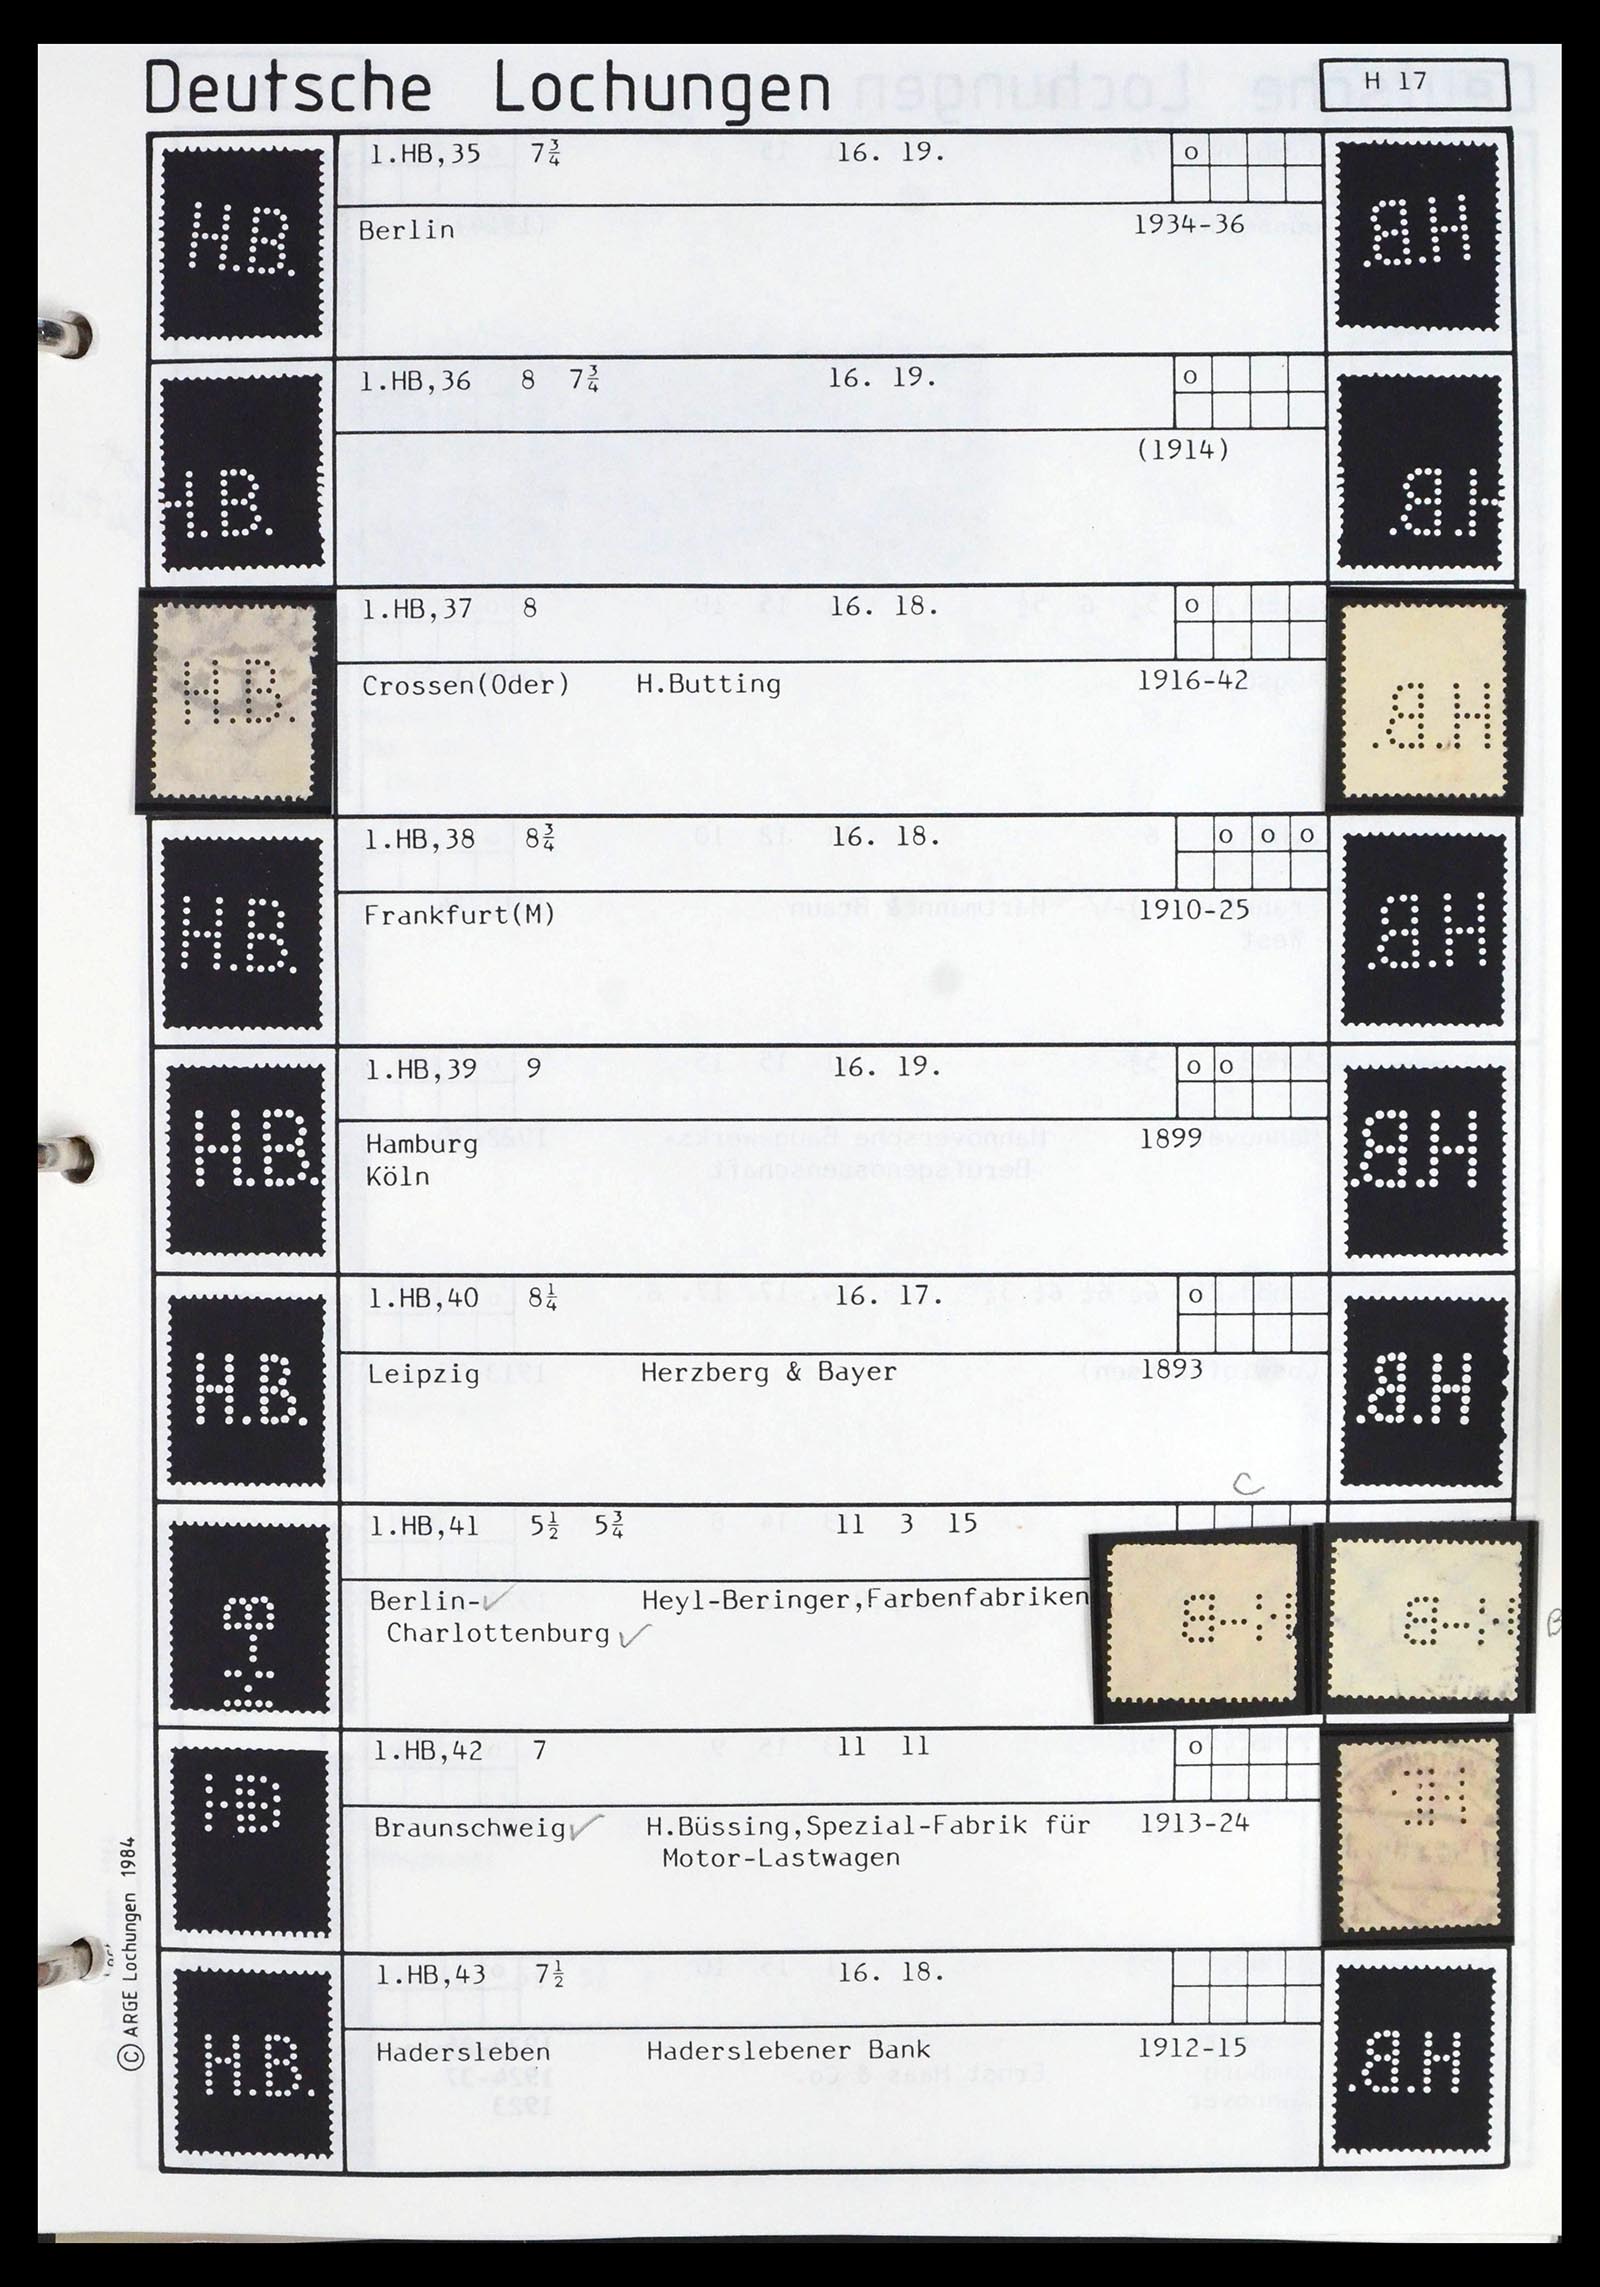 Deutsche Lochungen
H 17
1.HB,35 7¾ 16. 19. o
Berlin 1934-36
H.B.
1.HB,36 8 7¾ 16. 19. o
(1914)
H.B.
1.HB,37 8 16. 18. o
Crossen(Oder) H.Butting 1916-42
H.B.
1.HB,38 8¾ 16. 18. o o o
Frankfurt(M) 1910-25
H.B.
1.HB,39 9 16. 19. o o
Hamburg 1899
Köln
H.B.
1.HB,40 8¼ 16. 17. o
Leipzig Herzberg & Bayer 1893
H.B.
C
1.HB,41 5½ 5¾ 11 3 15
Berlin-✓ Heyl-Beringer,Farbenfabriken
Charlottenburg ✓
H-B
B
1.HB,42 7 11 11 o
Braunschweig✓ H.Büssing,Spezial-Fabrik für 1913-24
Motor-Lastwagen
HB
1.HB,43 7½ 16. 18.
Hadersleben Haderslebener Bank 1912-15
H.B.
© ARGE Lochungen 1984